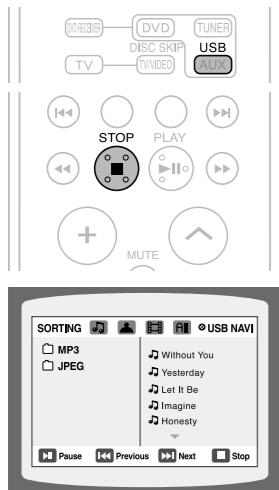 DVD RECEIVER DVD TUNER
DISC SKIP USB
TV TV/VIDEO AUX
STOP PLAY
MUTE
SORTING All USB NAVI
MP3
JPEG
Without You
Yesterday
Let It Be
Imagine
Honesty
Pause Previous Next Stop